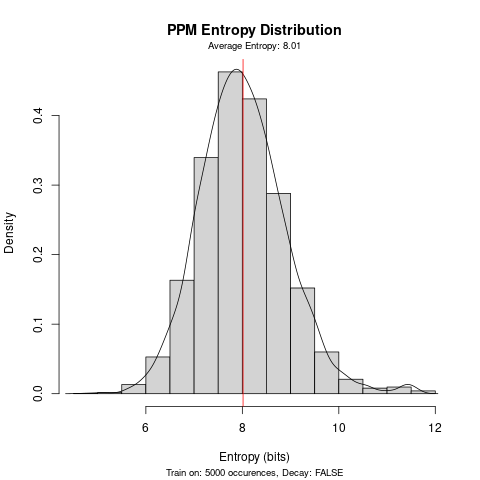 PPM Entropy Distribution
Average Entropy: 8.01
Density
0.4
0.3
0.2
0.1
0.0
6 8 10 12
Entropy (bits)
Train on: 5000 occurences, Decay: FALSE